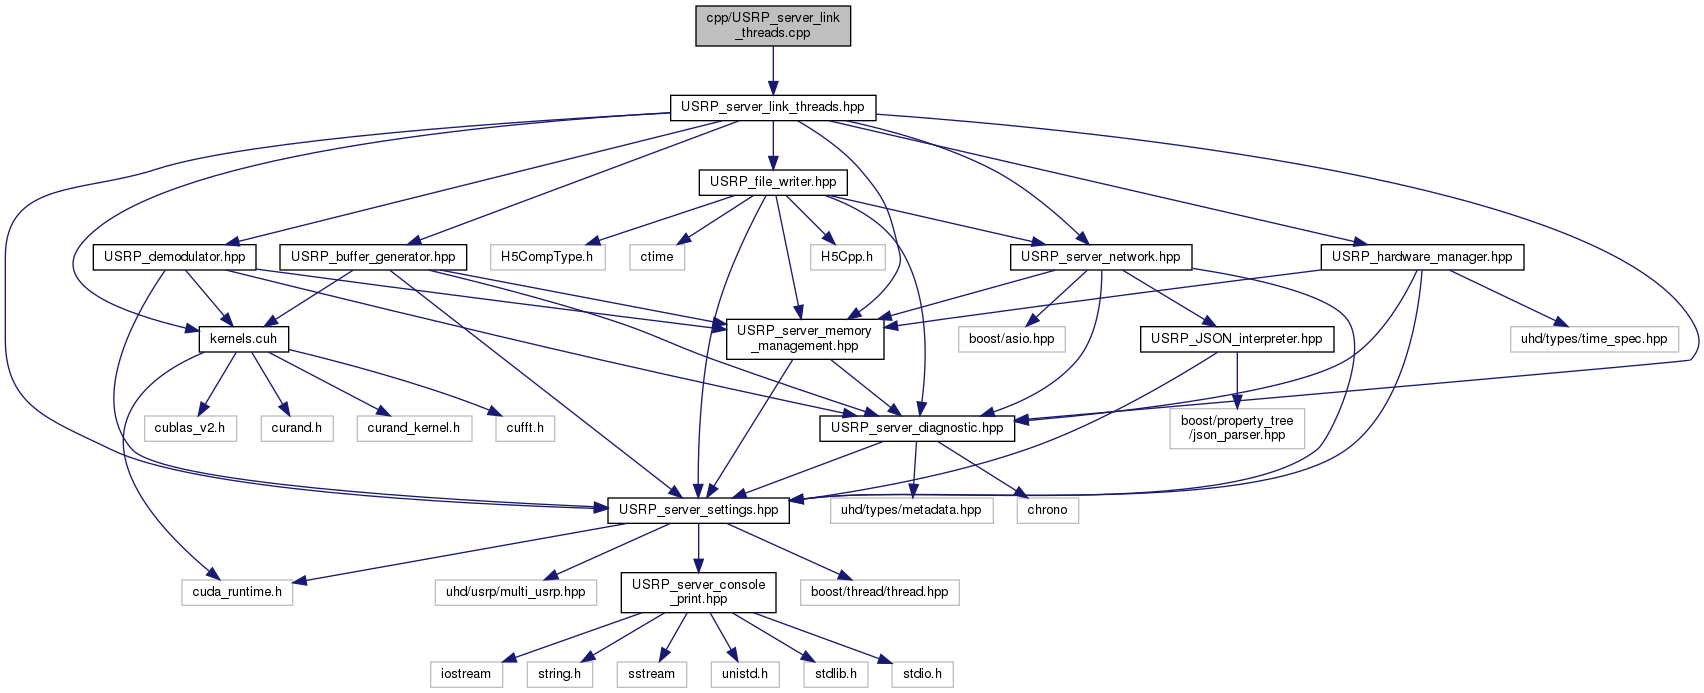 cpp/USRP_server_link
_threads.cpp
USRP_server_link_threads.hpp
USRP_file_writer.hpp
USRP_demodulator.hpp
USRP_buffer_generator.hpp
H5CompType.h
ctime
H5Cpp.h
USRP_server_network.hpp
USRP_hardware_manager.hpp
kernels.cuh
USRP_server_memory
_management.hpp
boost/asio.hpp
USRP_JSON_interpreter.hpp
uhd/types/time_spec.hpp
cublas_v2.h
curand.h
curand_kernel.h
cufft.h
USRP_server_diagnostic.hpp
boost/property_tree
/json_parser.hpp
USRP_server_settings.hpp
uhd/types/metadata.hpp
chrono
cuda_runtime.h
uhd/usrp/multi_usrp.hpp
USRP_server_console
_print.hpp
boost/thread/thread.hpp
iostream
string.h
sstream
unistd.h
stdlib.h
stdio.h